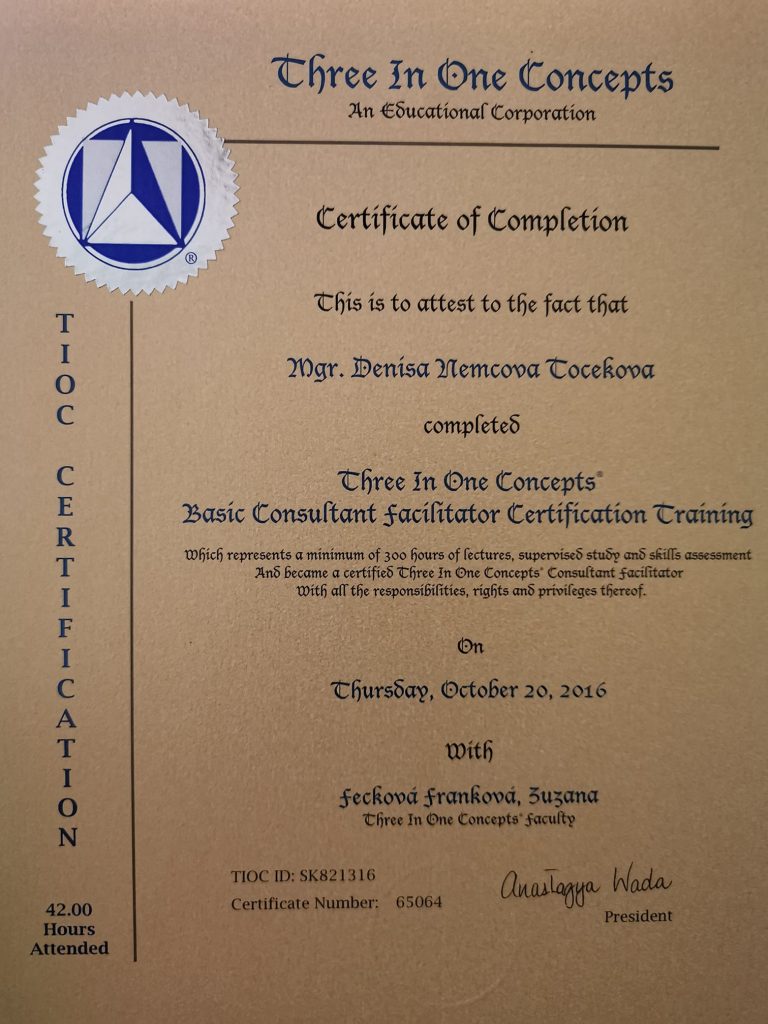 Three In One Concepts
An Educational Corporation
®
Certificate of Completion
This is to attest to the fact that
Mgr. Denisa Nemcova Tocekova
completed
Three In One Concepts®
Basic Consultant Facilitator Certification Training
Which represents a minimum of 300 hours of lectures, supervised study and skills assessment
And became a certified Three In One Concepts® Consultant Facilitator
With all the responsibilities, rights and privileges thereof.
On
Thursday, October 20, 2016
With
Fecková Franková, Zuzana
Three In One Concepts® Faculty
TIOC ID: SK821316
Certificate Number: 65064
Anastagya Wada
President
TIOC CERTIFICATION
42.00
Hours
Attended